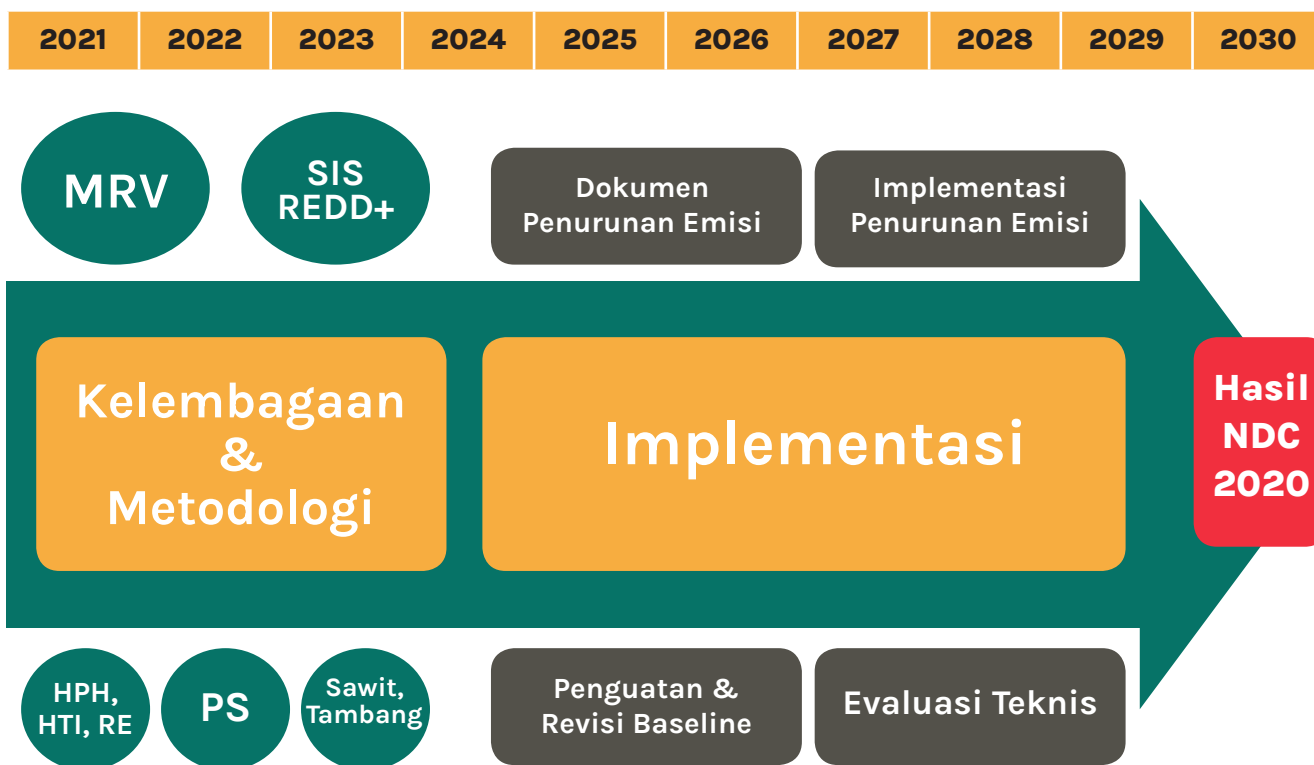 2021 2022 2023 2024 2025 2026 2027 2028 2029 2030
MRV
SIS
REDD+
Dokumen
Penurunan Emisi
Implementasi
Penurunan Emisi
Kelembagaan
&
Metodologi
Implementasi
Hasil
NDC
2020
HPH,
HTI, RE
PS
Sawit,
Tambang
Penguatan &
Revisi Baseline
Evaluasi Teknis